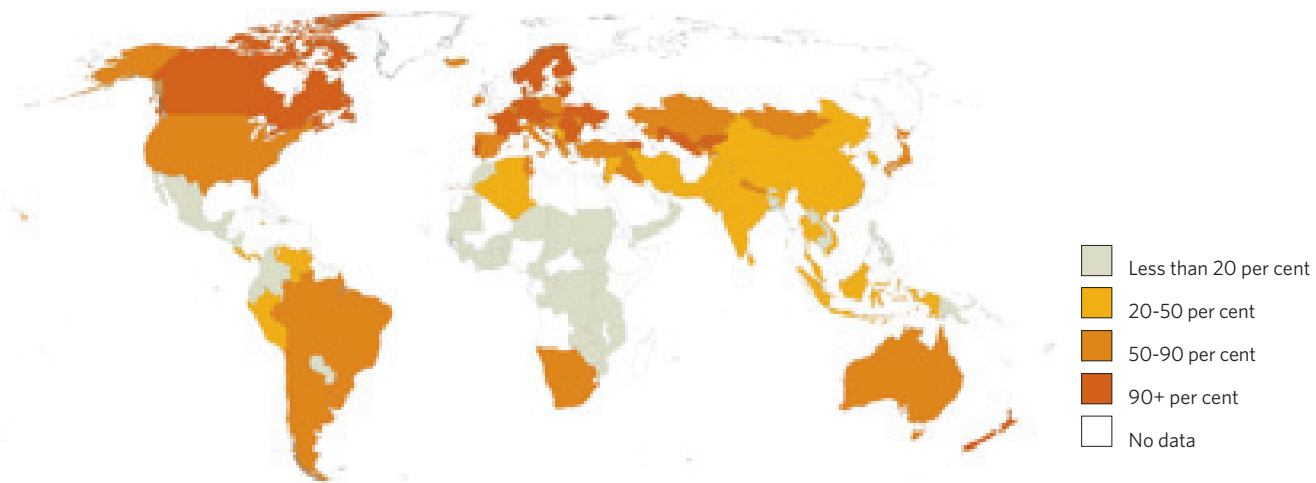 Less than 20 per cent
20-50 per cent
50-90 per cent
90+ per cent
No data